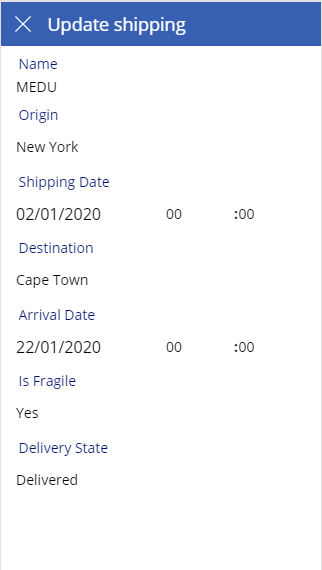 Update shipping
Name
MEDU
Origin
New York
Shipping Date
02/01/2020 00 :00
Destination
Cape Town
Arrival Date
22/01/2020 00 :00
Is Fragile
Yes
Delivery State
Delivered